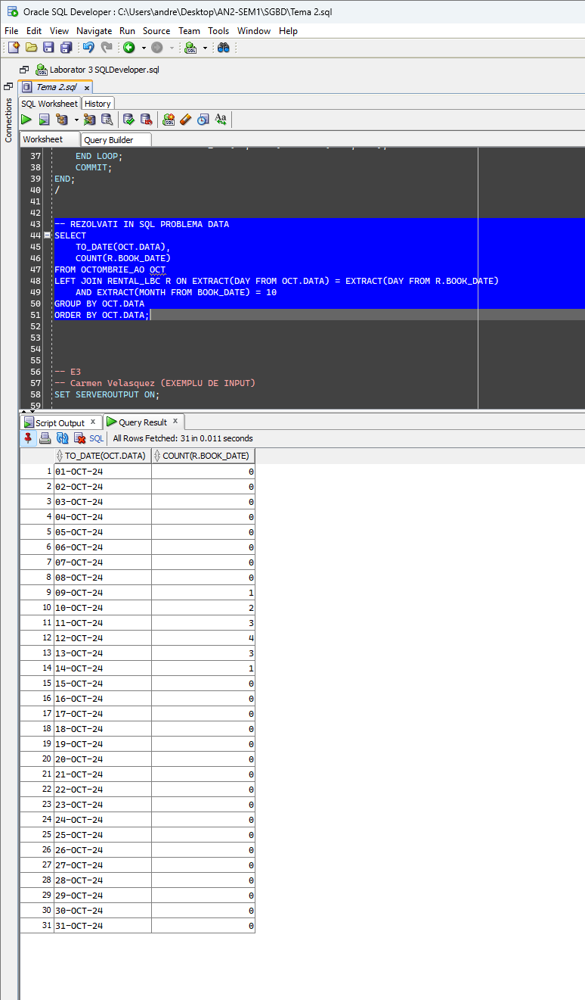 Oracle SQL Developer : C:\Users\andre\Desktop\AN2-SEM1\SGBD\Tema 2.sql
File Edit View Navigate Run Source Team Tools Window Help
Laborator 3 SQLDeveloper.sql
Tema 2.sql
Connections
SQL Worksheet History
Worksheet Query Builder
37 END LOOP;
38 COMMIT;
39 END;
40 /
41
42
43 -- REZOLVATI IN SQL PROBLEMA DATA
44 SELECT
45 TO_DATE(OCT.DATA),
46 COUNT(R.BOOK_DATE)
47 FROM OCTOMBRIE_AO OCT
48 LEFT JOIN RENTAL_LBC R ON EXTRACT(DAY FROM OCT.DATA) = EXTRACT(DAY FROM R.BOOK_DATE)
49 AND EXTRACT(MONTH FROM BOOK_DATE) = 10
50 GROUP BY OCT.DATA
51 ORDER BY OCT.DATA;
52
53
54
55
56 -- E3
57 -- Carmen Velasquez (EXEMPLU DE INPUT)
58 SET SERVEROUTPUT ON;
59
Script Output x Query Result x
SQL All Rows Fetched: 31 in 0.011 seconds
TO_DATE(OCT.DATA) COUNT(R.BOOK_DATE)
1 01-OCT-24 0
2 02-OCT-24 0
3 03-OCT-24 0
4 04-OCT-24 0
5 05-OCT-24 0
6 06-OCT-24 0
7 07-OCT-24 0
8 08-OCT-24 0
9 09-OCT-24 1
10 10-OCT-24 2
11 11-OCT-24 3
12 12-OCT-24 4
13 13-OCT-24 3
14 14-OCT-24 1
15 15-OCT-24 0
16 16-OCT-24 0
17 17-OCT-24 0
18 18-OCT-24 0
19 19-OCT-24 0
20 20-OCT-24 0
21 21-OCT-24 0
22 22-OCT-24 0
23 23-OCT-24 0
24 24-OCT-24 0
25 25-OCT-24 0
26 26-OCT-24 0
27 27-OCT-24 0
28 28-OCT-24 0
29 29-OCT-24 0
30 30-OCT-24 0
31 31-OCT-24 0